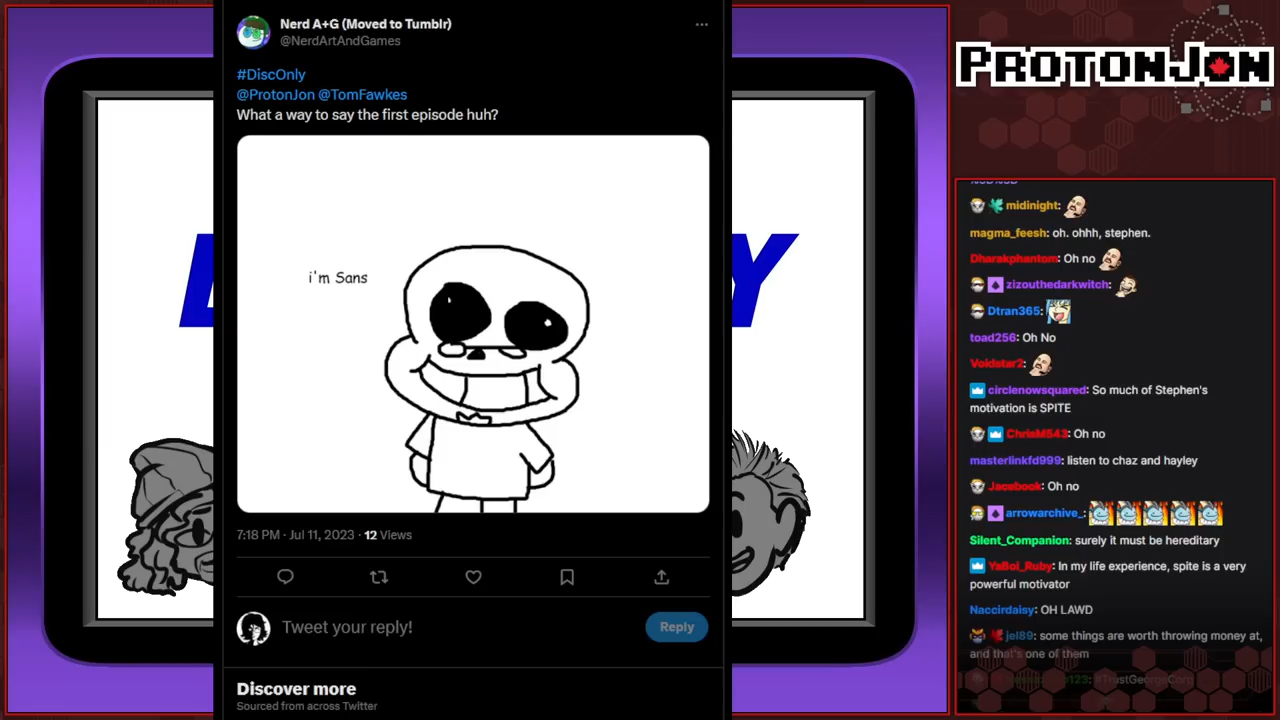 Nerd A+G (Moved to Tumblr)
@NerdArtAndGames
#DiscOnly
@ProtonJon @TomFawkes
What a way to say the first episode huh?
i'm Sans
7:18 PM · Jul 11, 2023 · 12 Views
Tweet your reply!
Reply
Discover more
Sourced from across Twitter
Y
PROTONJON
midinight:
magma_feesh: oh. ohhh, stephen.
Dharakphantom: Oh no
zizouthedarkwitch:
Dtran365:
toad256: Oh No
Voidstar2:
circlenowsquared: So much of Stephen's
motivation is SPITE
ChrisM543: Oh no
masterlinkfd999: listen to chaz and hayley
Jacebook: Oh no
arrowarchive_:
Silent_Companion: surely it must be hereditary
YaBoi_Ruby: In my life experience, spite is a very
powerful motivator
Naccirdaisy: OH LAWD
jel89: some things are worth throwing money at,
and that's one of them
#TrustGeorgeCorp